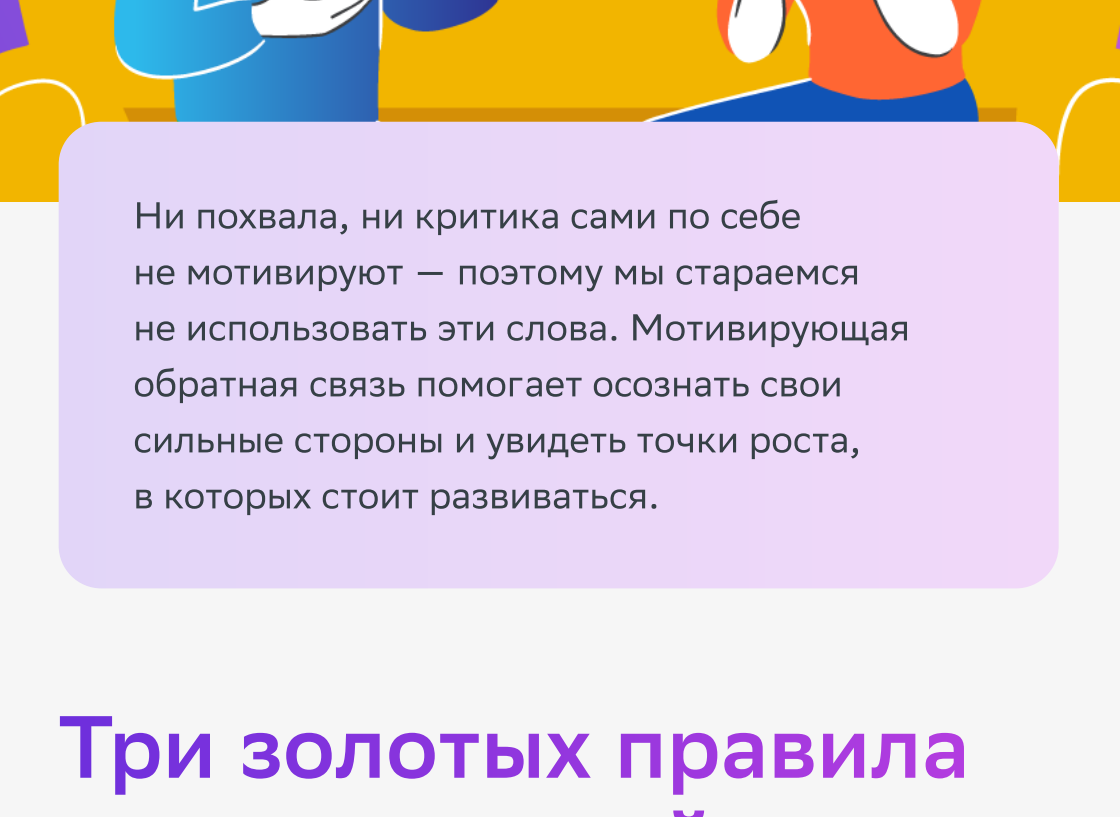 Ни похвала, ни критика сами по себе
не мотивируют — поэтому мы стараемся
не использовать эти слова. Мотивирующая
обратная связь помогает осознать свои
сильные стороны и увидеть точки роста,
в которых стоит развиваться.
Три золотых правила